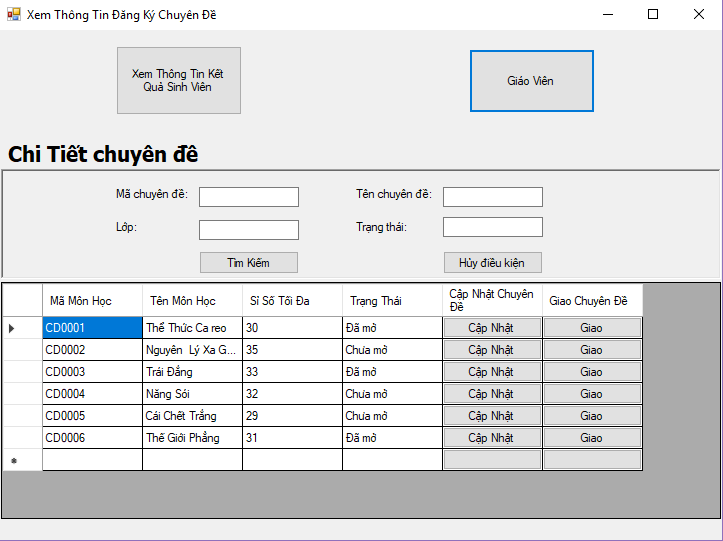 Xem Thông Tin Đăng Ký Chuyên Đề
Xem Thông Tin Kết
Quả Sinh Viên
Giáo Viên
Chi Tiết chuyên đề
Mã chuyên đề:
Tên chuyên đề:
Lớp:
Trạng thái:
Tìm Kiếm
Hủy điều kiện
Mã Môn Học Tên Môn Học Sĩ Số Tối Đa Trạng Thái Cập Nhật Chuyên Đề Giao Chuyên Đề
CD0001 Thể Thức Ca reo 30 Đã mở Cập Nhật Giao
CD0002 Nguyên Lý Xa G... 35 Chưa mở Cập Nhật Giao
CD0003 Trái Đắng 33 Đã mở Cập Nhật Giao
CD0004 Nắng Sói 32 Chưa mở Cập Nhật Giao
CD0005 Cái Chết Trắng 29 Chưa mở Cập Nhật Giao
CD0006 Thế Giới Phẳng 31 Đã mở Cập Nhật Giao